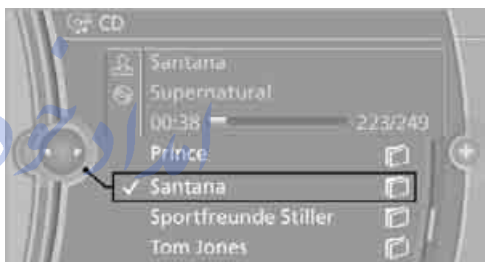 CD
Santana
Supernatural
00:38 223/249
Prince
✓ Santana
Sportfreunde Stiller
Tom Jones